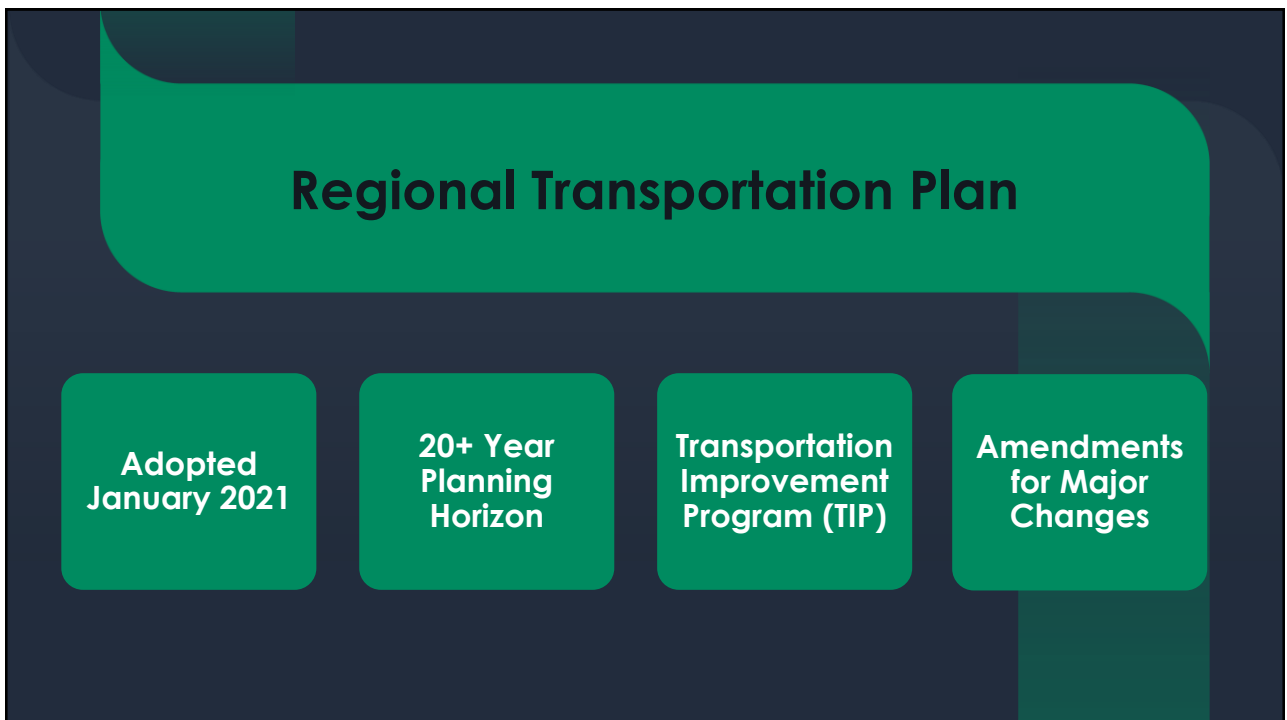 Regional Transportation Plan
Adopted
January 2021
20+ Year
Planning
Horizon
Transportation
Improvement
Program (TIP)
Amendments
for Major
Changes